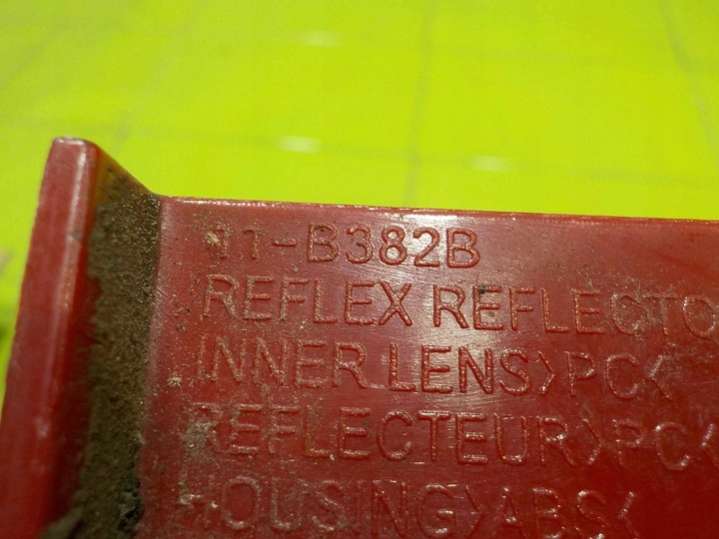 11-B382B
REFLEX REFLECTO
INNER LENS>PC<
REFLECTEUR>PC<
HOUSING>ABS<